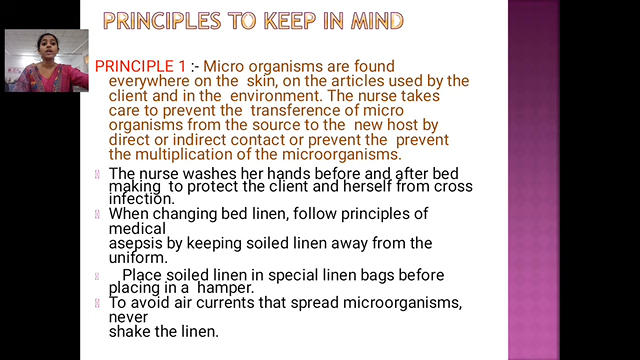 PRINCIPLES TO KEEP IN MIND
PRINCIPLE 1 :- Micro organisms are found
everywhere on the skin, on the articles used by the
client and in the environment. The nurse takes
care to prevent the transference of micro
organisms from the source to the new host by
direct or indirect contact or prevent the prevent
the multiplication of the microorganisms.
The nurse washes her hands before and after bed
making to protect the client and herself from cross
infection.
When changing bed linen, follow principles of
medical
asepsis by keeping soiled linen away from the
uniform.
Place soiled linen in special linen bags before
placing in a hamper.
To avoid air currents that spread microorganisms,
never
shake the linen.